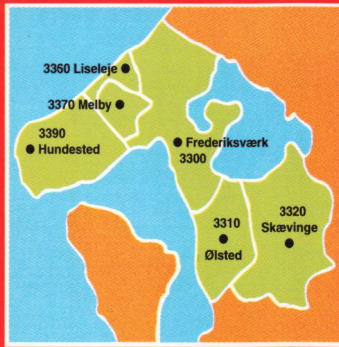 3360 Liseleje
3370 Melby
3390
Hundested
Frederiksværk
3300
3310
Ølsted
3320
Skævinge